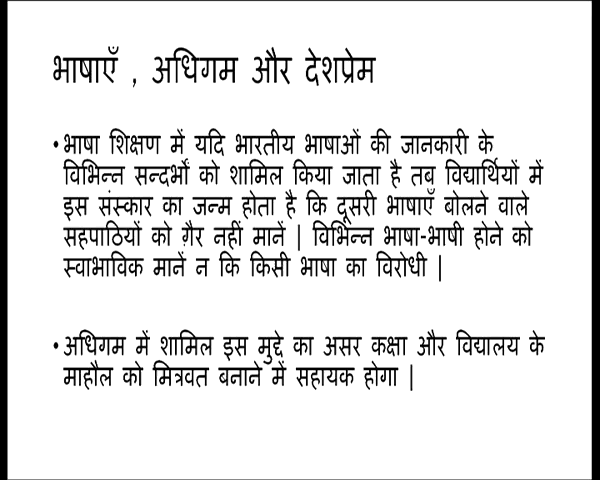 भाषाएँ , अधिगम और देशप्रेम
• भाषा शिक्षण में यदि भारतीय भाषाओं की जानकारी के
विभिन्न सन्दर्भों को शामिल किया जाता है तब विद्यार्थियों में
इस संस्कार का जन्म होता है कि दूसरी भाषाएँ बोलने वाले
सहपाठियों को ग़ैर नहीं मानें | विभिन्न भाषा-भाषी होने को
स्वाभाविक मानें न कि किसी भाषा का विरोधी |
• अधिगम में शामिल इस मुद्दे का असर कक्षा और विद्यालय के
माहौल को मित्रवत बनाने में सहायक होगा |